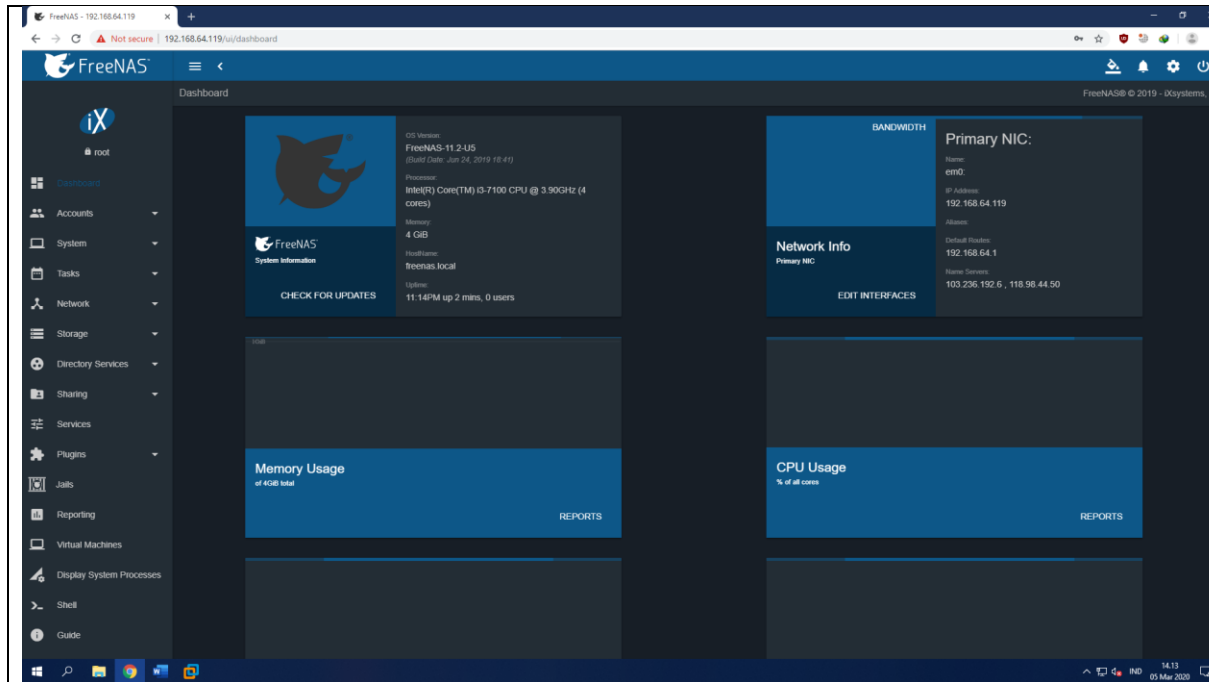 FreeNAS - 192.168.64.119
Not secure | 192.168.64.119/ui/dashboard
FreeNAS
Dashboard
FreeNAS® © 2019 - iXsystems,
iX
root
Dashboard
Accounts
System
Tasks
Network
Storage
Directory Services
Sharing
Services
Plugins
Jails
Reporting
Virtual Machines
Display System Processes
Shell
Guide
FreeNAS
System Information
CHECK FOR UPDATES
OS Version:
FreeNAS-11.2-U5
(Build Date: Jun 24, 2019 18:41)
Processor:
Intel(R) Core(TM) i3-7100 CPU @ 3.90GHz (4
cores)
Memory:
4 GiB
HostName:
freenas.local
Uptime:
11:14PM up 2 mins, 0 users
BANDWIDTH
Network Info
Primary NIC
EDIT INTERFACES
Primary NIC:
Name:
em0:
IP Address:
192.168.64.119
Aliases:
Default Routes:
192.168.64.1
Name Servers:
103.236.192.6 , 118.98.44.50
Memory Usage
of 4GiB total
REPORTS
CPU Usage
% of all cores
REPORTS
IND
14.13
05 Mar 2020